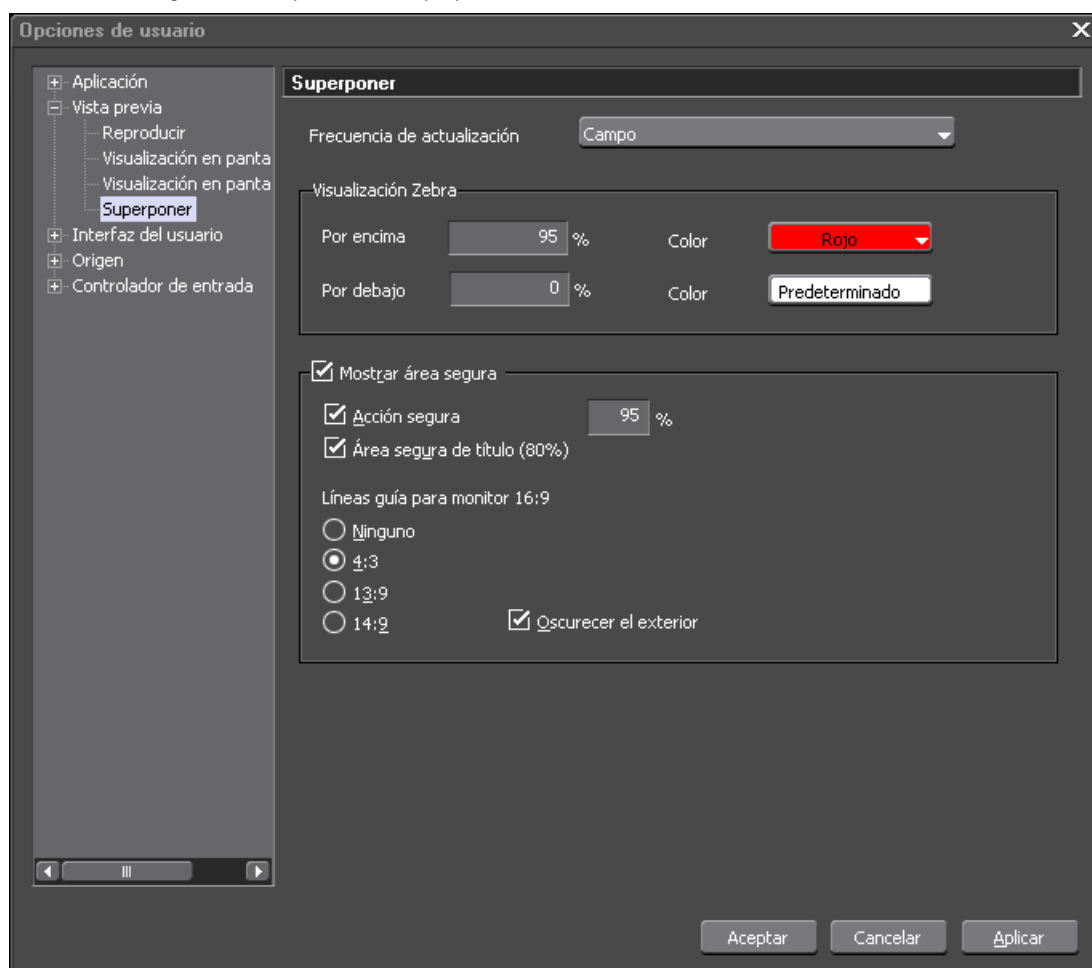 Opciones de usuario
Aplicación
Vista previa
Reproducir
Visualización en panta
Visualización en panta
Superponer
Interfaz del usuario
Origen
Controlador de entrada
Superponer
Frecuencia de actualización Campo
Visualización Zebra
Por encima 95 % Color Rojo
Por debajo 0 % Color Predeterminado
Mostrar área segura
Acción segura 95 %
Área segura de título (80%)
Líneas guía para monitor 16:9
Ninguno
4:3
13:9
14:9 Oscurecer el exterior
Aceptar Cancelar Aplicar